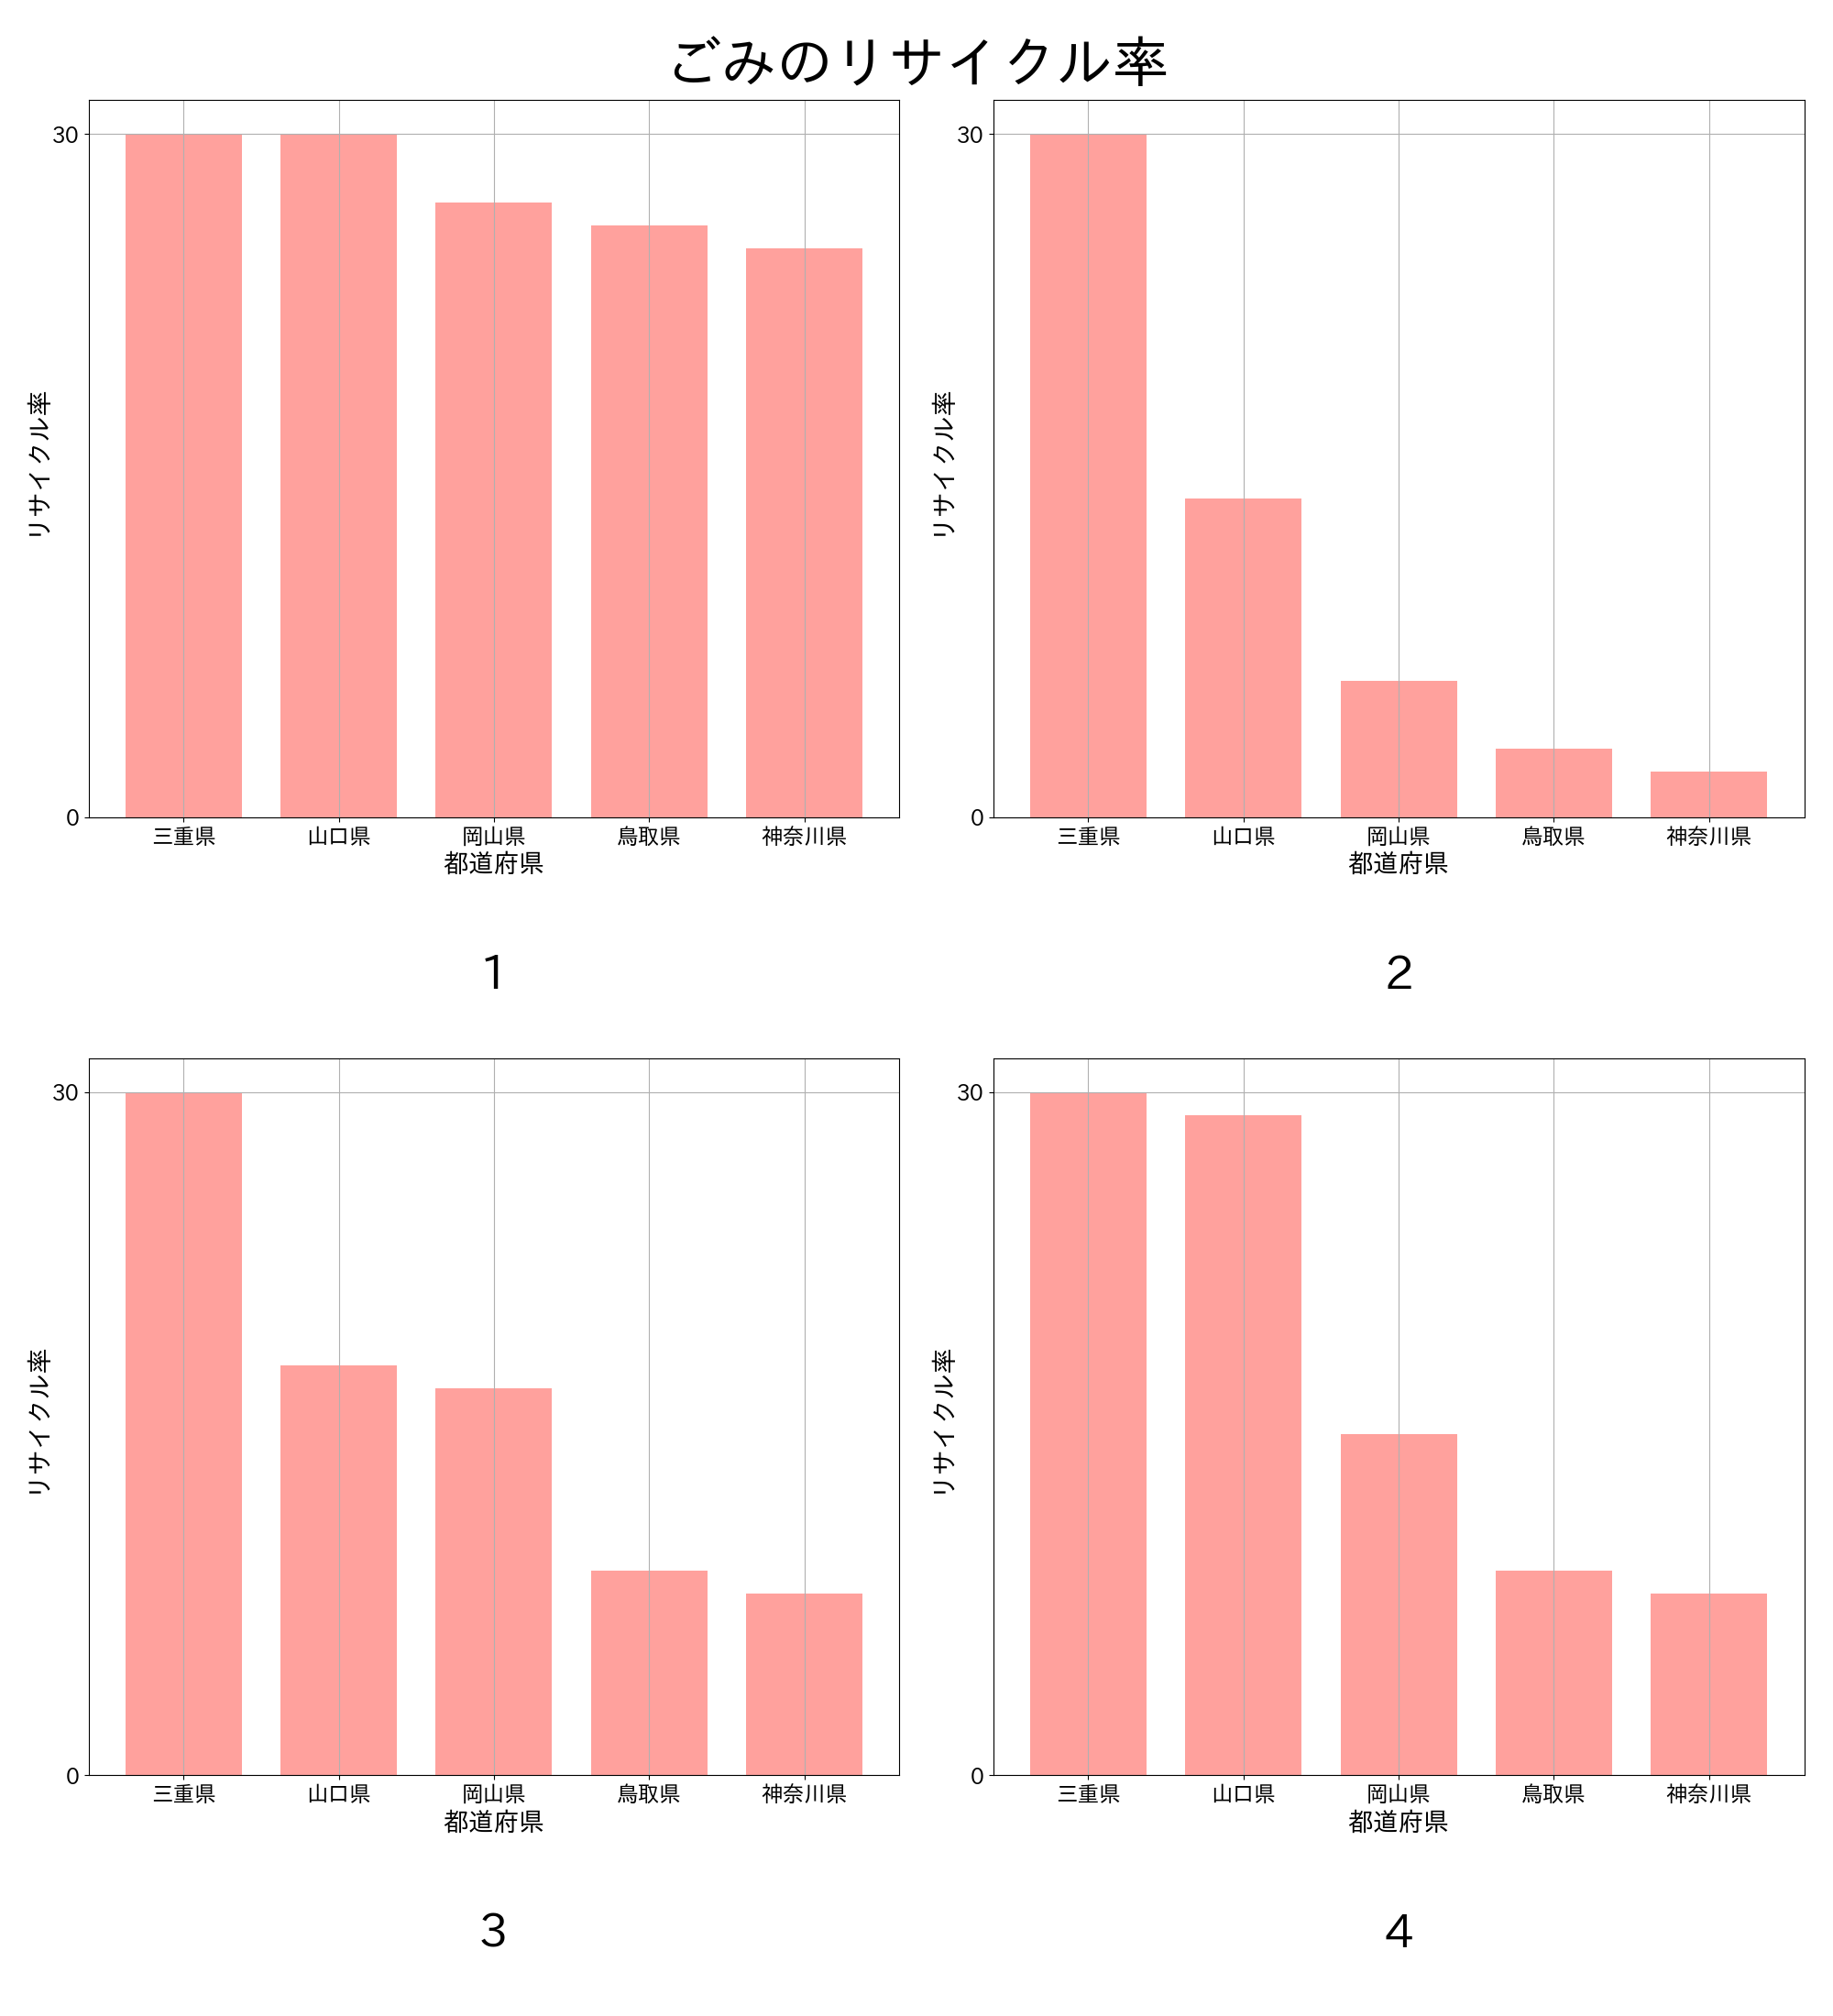 ごみのリサイクル率
30
0
リサイクル率
三重県 山口県 岡山県 鳥取県 神奈川県
都道府県
1
30
0
リサイクル率
三重県 山口県 岡山県 鳥取県 神奈川県
都道府県
2
30
0
リサイクル率
三重県 山口県 岡山県 鳥取県 神奈川県
都道府県
3
30
0
リサイクル率
三重県 山口県 岡山県 鳥取県 神奈川県
都道府県
4